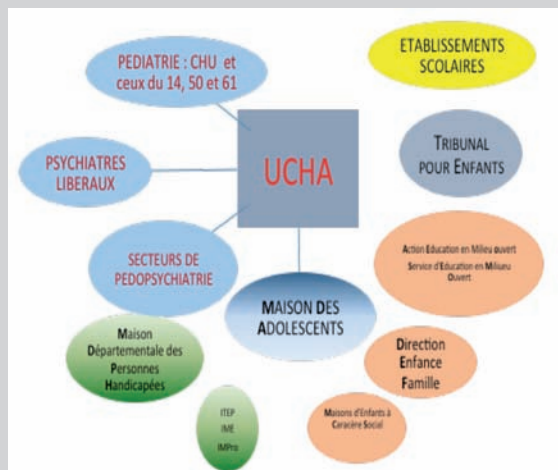 PEDIATRIE : CHU et
ceux du 14, 50 et 61
ETABLISSEMENTS
SCOLAIRES
PSYCHIATRES
LIBERAUX
UCHA
TRIBUNAL
POUR ENFANTS
SECTEURS DE
PEDOPSYCHIATRIE
Action Education en Milieu ouvert
Service d'Education en Miliueu
Ouvert
MAISON DES
ADOLESCENTS
Maison
Départementale des
Personnes
Handicapées
Direction
Enfance
Famille
ITEP
IME
IMPro
Maisons d'Enfants à
Caracère Social